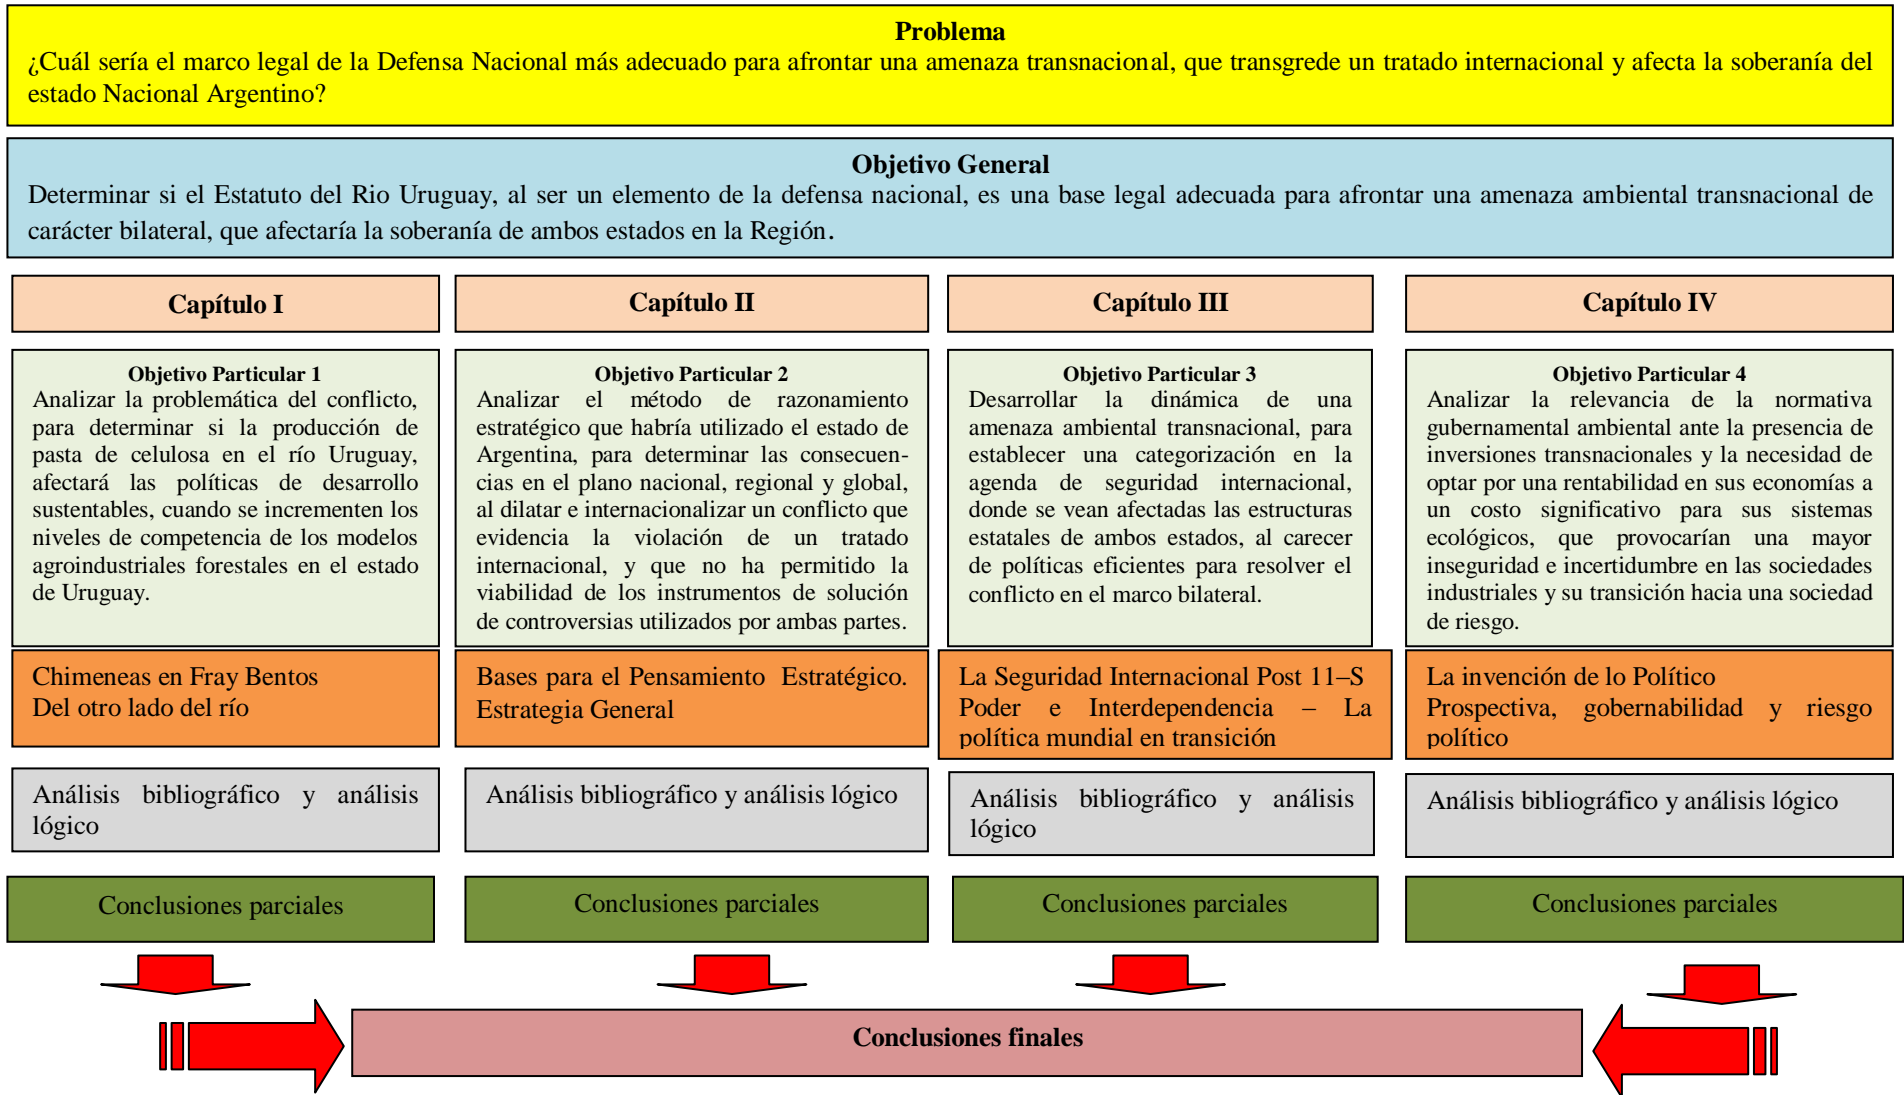 Problema
¿Cuál sería el marco legal de la Defensa Nacional más adecuado para afrontar una amenaza transnacional, que transgrede un tratado internacional y afecta la soberanía del
estado Nacional Argentino?
Objetivo General
Determinar si el Estatuto del Rio Uruguay, al ser un elemento de la defensa nacional, es una base legal adecuada para afrontar una amenaza ambiental transnacional de
carácter bilateral, que afectaría la soberanía de ambos estados en la Región.
Capítulo I
Capítulo II
Capítulo III
Capítulo IV
Objetivo Particular 1
Analizar la problemática del conflicto,
para determinar si la producción de
pasta de celulosa en el río Uruguay,
afectará las políticas de desarrollo
sustentables, cuando se incrementen los
niveles de competencia de los modelos
agroindustriales forestales en el estado
de Uruguay.
Objetivo Particular 2
Analizar el método de razonamiento
estratégico que habría utilizado el estado de
Argentina, para determinar las consecuen-
cias en el plano nacional, regional y global,
al dilatar e internacionalizar un conflicto que
evidencia la violación de un tratado
internacional, y que no ha permitido la
viabilidad de los instrumentos de solución
de controversias utilizados por ambas partes.
Objetivo Particular 3
Desarrollar la dinámica de una
amenaza ambiental transnacional, para
establecer una categorización en la
agenda de seguridad internacional,
donde se vean afectadas las estructuras
estatales de ambos estados, al carecer
de políticas eficientes para resolver el
conflicto en el marco bilateral.
Objetivo Particular 4
Analizar la relevancia de la normativa
gubernamental ambiental ante la presencia de
inversiones transnacionales y la necesidad de
optar por una rentabilidad en sus economías a
un costo significativo para sus sistemas
ecológicos, que provocarían una mayor
inseguridad e incertidumbre en las sociedades
industriales y su transición hacia una sociedad
de riesgo.
Chimeneas en Fray Bentos
Del otro lado del río
Bases para el Pensamiento Estratégico.
Estrategia General
La Seguridad Internacional Post 11–S
Poder e Interdependencia – La
política mundial en transición
La invención de lo Político
Prospectiva, gobernabilidad y riesgo
político
Análisis bibliográfico y análisis
lógico
Análisis bibliográfico y análisis lógico
Análisis bibliográfico y análisis
lógico
Análisis bibliográfico y análisis lógico
Conclusiones parciales
Conclusiones parciales
Conclusiones parciales
Conclusiones parciales
Conclusiones finales